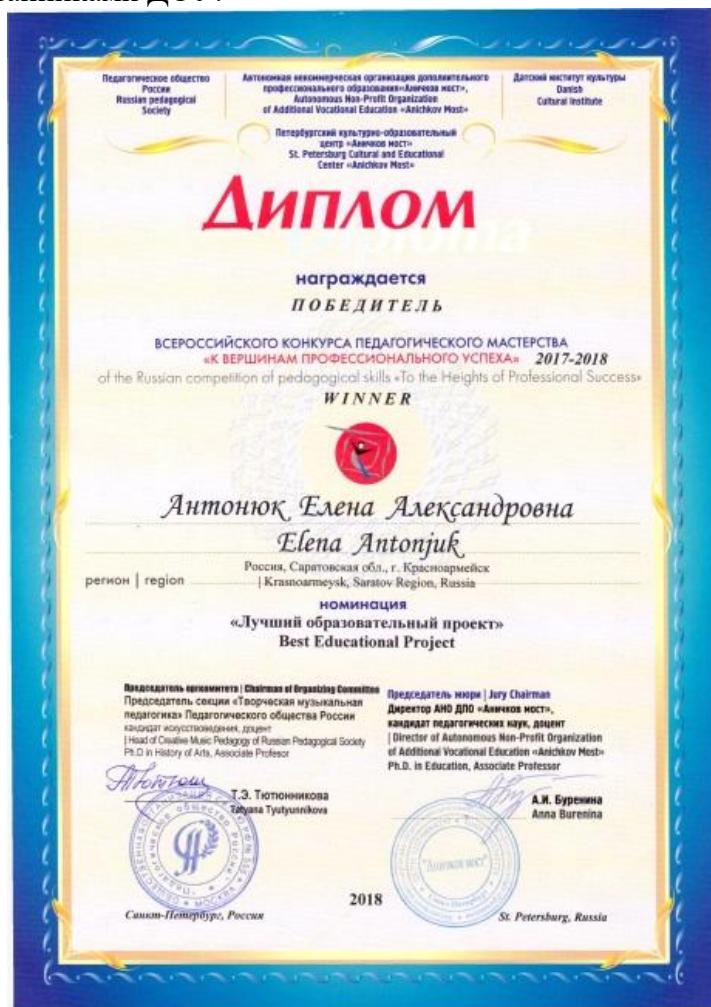 Педагогическое общество
России
Russian pedagogical
Society
Автономная некоммерческая организация дополнительного
профессионального образования «Аничков мост»,
Autonomous Non-Profit Organization
of Additional Vocational Education «Anichkov Most»
Датский институт культуры
Danish
Cultural Institute
Петербургский культурно-образовательный
центр «Аничков мост»
St. Petersburg Cultural and Educational
Center «Anichkov Most»
Диплом
Diploma
награждается
ПОБЕДИТЕЛЬ
ВСЕРОССИЙСКОГО КОНКУРСА ПЕДАГОГИЧЕСКОГО МАСТЕРСТВА
«К ВЕРШИНАМ ПРОФЕССИОНАЛЬНОГО УСПЕХА» 2017-2018
of the Russian competition of pedagogical skills «To the Heights of Professional Success»
WINNER
Антонюк Елена Александровна
Elena Antonjuk
Россия, Саратовская обл., г. Красноармейск
регион | region | Krasnoarmeysk, Saratov Region, Russia
номинация
«Лучший образовательный проект»
Best Educational Project
Председатель оргкомитета | Chairman of Organizing Committee
Председатель секции «Творческая музыкальная
педагогика» Педагогического общества России
кандидат искусствоведения, доцент
| Head of Creative Music Pedagogy of Russian Pedagogical Society
Ph.D in History of Arts, Associate Profesor
Т.Э. Тютюнникова
Tatyana Tyutyunnikova
Председатель жюри | Jury Chairman
Директор АНО ДПО «Аничков мост»,
кандидат педагогических наук, доцент
| Director of Autonomous Non-Profit Organization
of Additional Vocational Education «Anichkov Most»
Ph.D. in Education, Associate Professor
А.И. Буренина
Anna Burenina
"Аничков мост"
2018
Санкт-Петербург, Россия
St. Petersburg, Russia